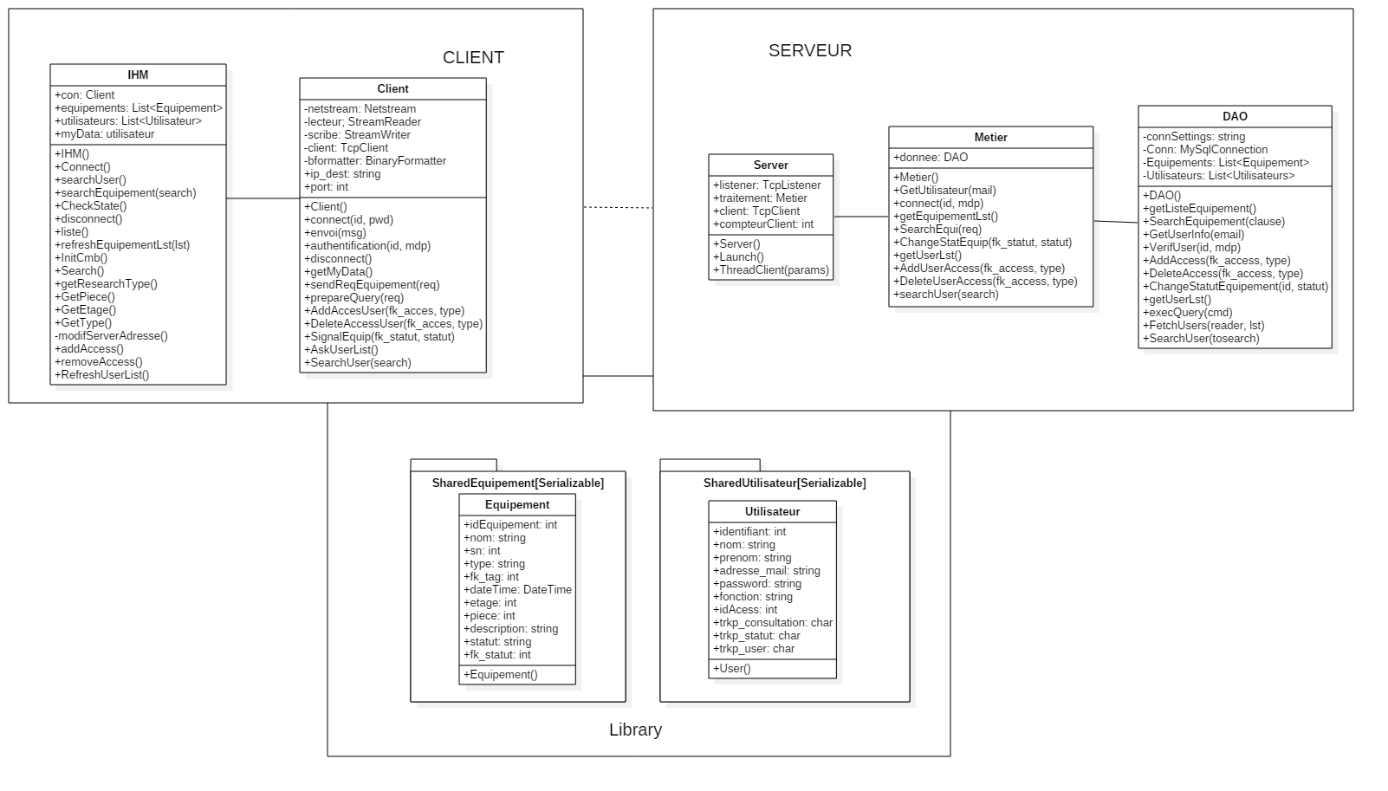 CLIENT
IHM
+con: Client
+equipements: List<Equipement>
+utilisateurs: List<Utilisateur>
+myData: utilisateur
+IHM()
+Connect()
+searchUser()
+searchEquipement(search)
+CheckState()
+disconnect()
+liste()
+refreshEquipementLst(lst)
+InitCmb()
+Search()
+getResearchType()
+GetPiece()
+GetEtage()
+GetType()
-modifServerAdresse()
+addAccess()
+removeAccess()
+RefreshUserList()
Client
-netstream: Netstream
-lecteur; StreamReader
-scribe: StreamWriter
-client: TcpClient
-bformatter: BinaryFormatter
+ip_dest: string
+port: int
+Client()
+connect(id, pwd)
+envoi(msg)
+authentification(id, mdp)
+disconnect()
+getMyData()
+sendReqEquipement(req)
+prepareQuery(req)
+AddAccesUser(fk_acces, type)
+DeleteAccessUser(fk_acces, type)
+SignalEquip(fk_statut, statut)
+AskUserList()
+SearchUser(search)
SERVEUR
Server
+listener: TcpListener
+traitement: Metier
+client: TcpClient
+compteurClient: int
+Server()
+Launch()
+ThreadClient(params)
Metier
+donnee: DAO
+Metier()
+GetUtilisateur(mail)
+connect(id, mdp)
+getEquipementLst()
+SearchEqui(req)
+ChangeStatEquip(fk_statut, statut)
+getUserLst()
+AddUserAccess(fk_access, type)
+DeleteUserAccess(fk_access, type)
+searchUser(search)
DAO
-connSettings: string
-Conn: MySqlConnection
-Equipements: List<Equipement>
-Utilisateurs: List<Utilisateurs>
+DAO()
+getListeEquipement()
+SearchEquipement(clause)
+GetUserInfo(email)
+VerifUser(id, mdp)
+AddAccess(fk_access, type)
+DeleteAccess(fk_access, type)
+ChangeStatutEquipement(id, statut)
+getUserLst()
+execQuery(cmd)
+FetchUsers(reader, lst)
+SearchUser(tosearch)
SharedEquipement[Serializable]
Equipement
+idEquipement: int
+nom: string
+sn: int
+type: string
+fk_tag: int
+dateTime: DateTime
+etage: int
+piece: int
+description: string
+statut: string
+fk_statut: int
+Equipement()
SharedUtilisateur[Serializable]
Utilisateur
+identifiant: int
+nom: string
+prenom: string
+adresse_mail: string
+password: string
+fonction: string
+idAcess: int
+trkp_consultation: char
+trkp_statut: char
+trkp_user: char
+User()
Library